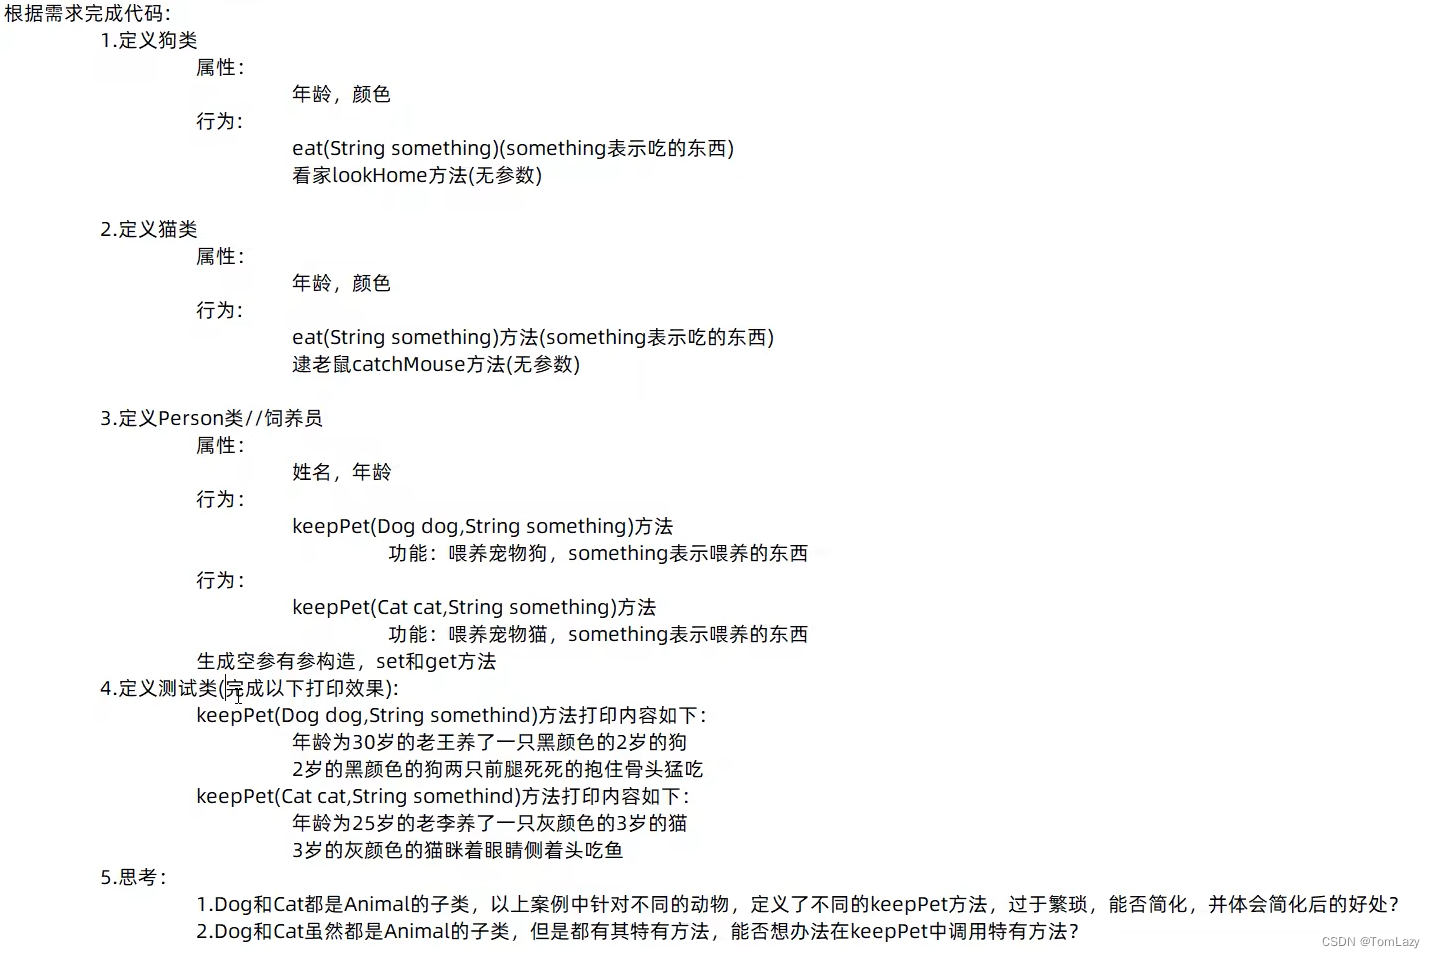 根据需求完成代码：
1.定义狗类
属性：
年龄，颜色
行为：
eat(String something)(something表示吃的东西)
看家lookHome方法(无参数)
2.定义猫类
属性：
年龄，颜色
行为：
eat(String something)方法(something表示吃的东西)
逮老鼠catchMouse方法(无参数)
3.定义Person类//饲养员
属性：
姓名，年龄
行为：
keepPet(Dog dog,String something)方法
功能：喂养宠物狗，something表示喂养的东西
行为：
keepPet(Cat cat,String something)方法
功能：喂养宠物猫，something表示喂养的东西
生成空参有参构造，set和get方法
4.定义测试类(完成以下打印效果)：
keepPet(Dog dog,String somethind)方法打印内容如下：
年龄为30岁的老王养了一只黑颜色的2岁的狗
2岁的黑颜色的狗两只前腿死死的抱住骨头猛吃
keepPet(Cat cat,String somethind)方法打印内容如下：
年龄为25岁的老李养了一只灰颜色的3岁的猫
3岁的灰颜色的猫眯着眼睛侧着头吃鱼
5.思考：
1.Dog和Cat都是Animal的子类，以上案例中针对不同的动物，定义了不同的keepPet方法，过于繁琐，能否简化，并体会简化后的好处？
2.Dog和Cat虽然都是Animal的子类，但是都有其特有方法，能否想办法在keepPet中调用特有方法？
CSDN @TomLazy